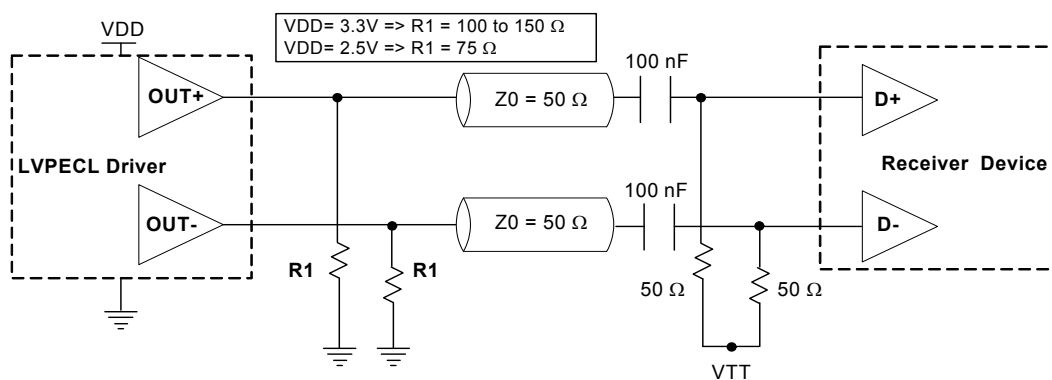 VDD
VDD= 3.3V => R1 = 100 to 150 Ω
VDD= 2.5V => R1 = 75 Ω
100 nF
OUT+
Z0 = 50 Ω
D+
LVPECL Driver
Receiver Device
100 nF
OUT-
Z0 = 50 Ω
D-
R1
R1
50 Ω
50 Ω
VTT